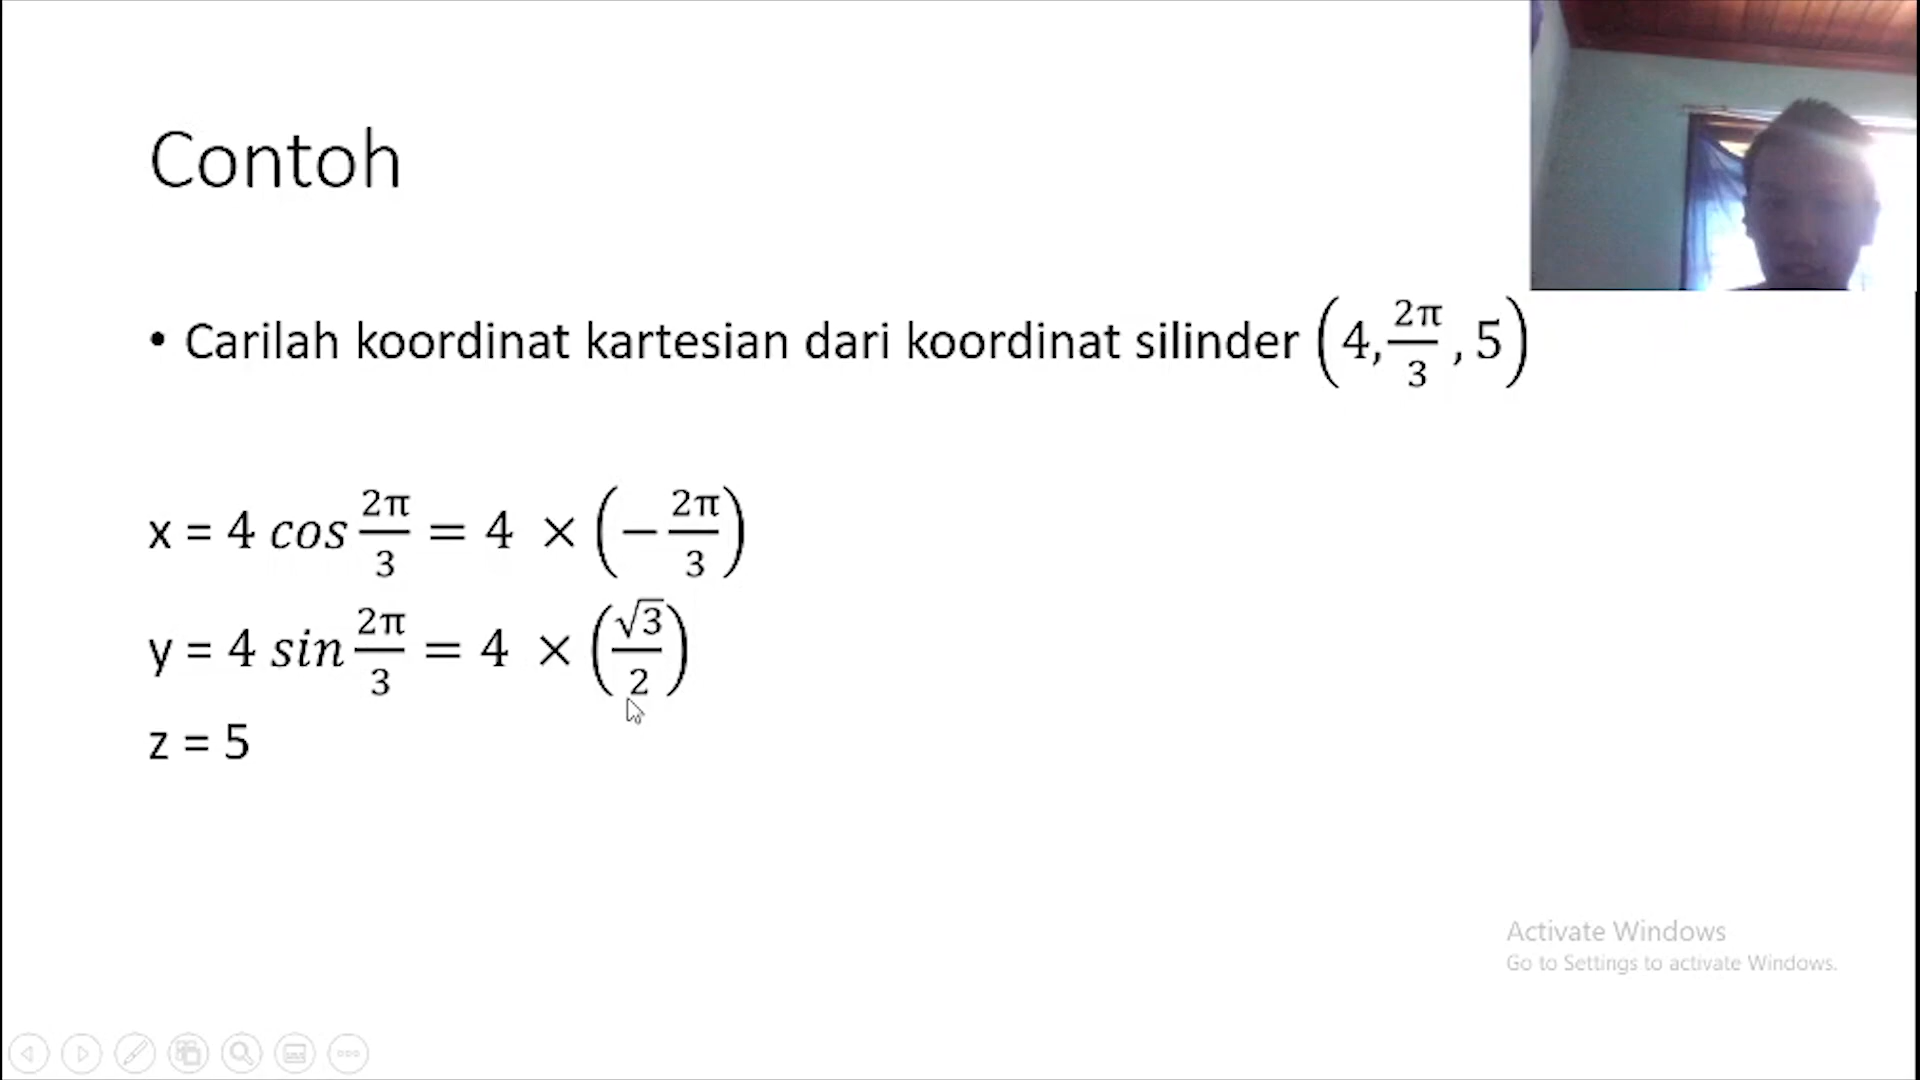 Contoh
• Carilah koordinat kartesian dari koordinat silinder (4, 2π/3, 5)
x = 4 cos 2π/3 = 4 × (− 2π/3)
y = 4 sin 2π/3 = 4 × (√3/2)
z = 5
Activate Windows
Go to Settings to activate Windows.